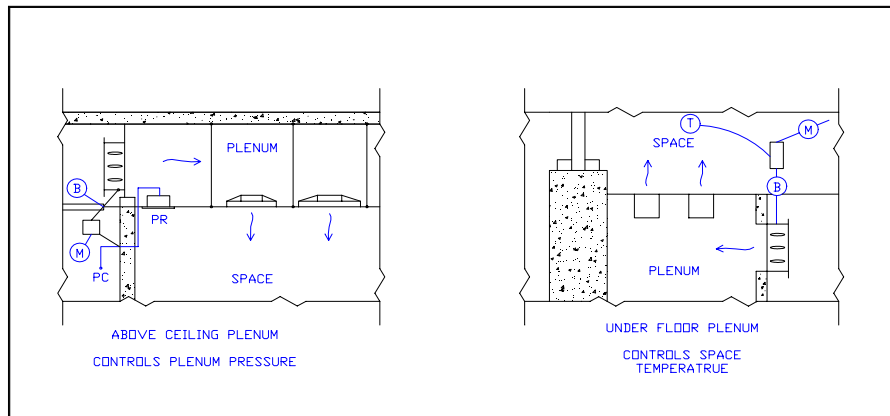 PLENUM
B
PR
M
PC
SPACE
ABOVE CEILING PLENUM
CONTROLS PLENUM PRESSURE
T
M
SPACE
B
PLENUM
UNDER FLOOR PLENUM
CONTROLS SPACE
TEMPERATRUE